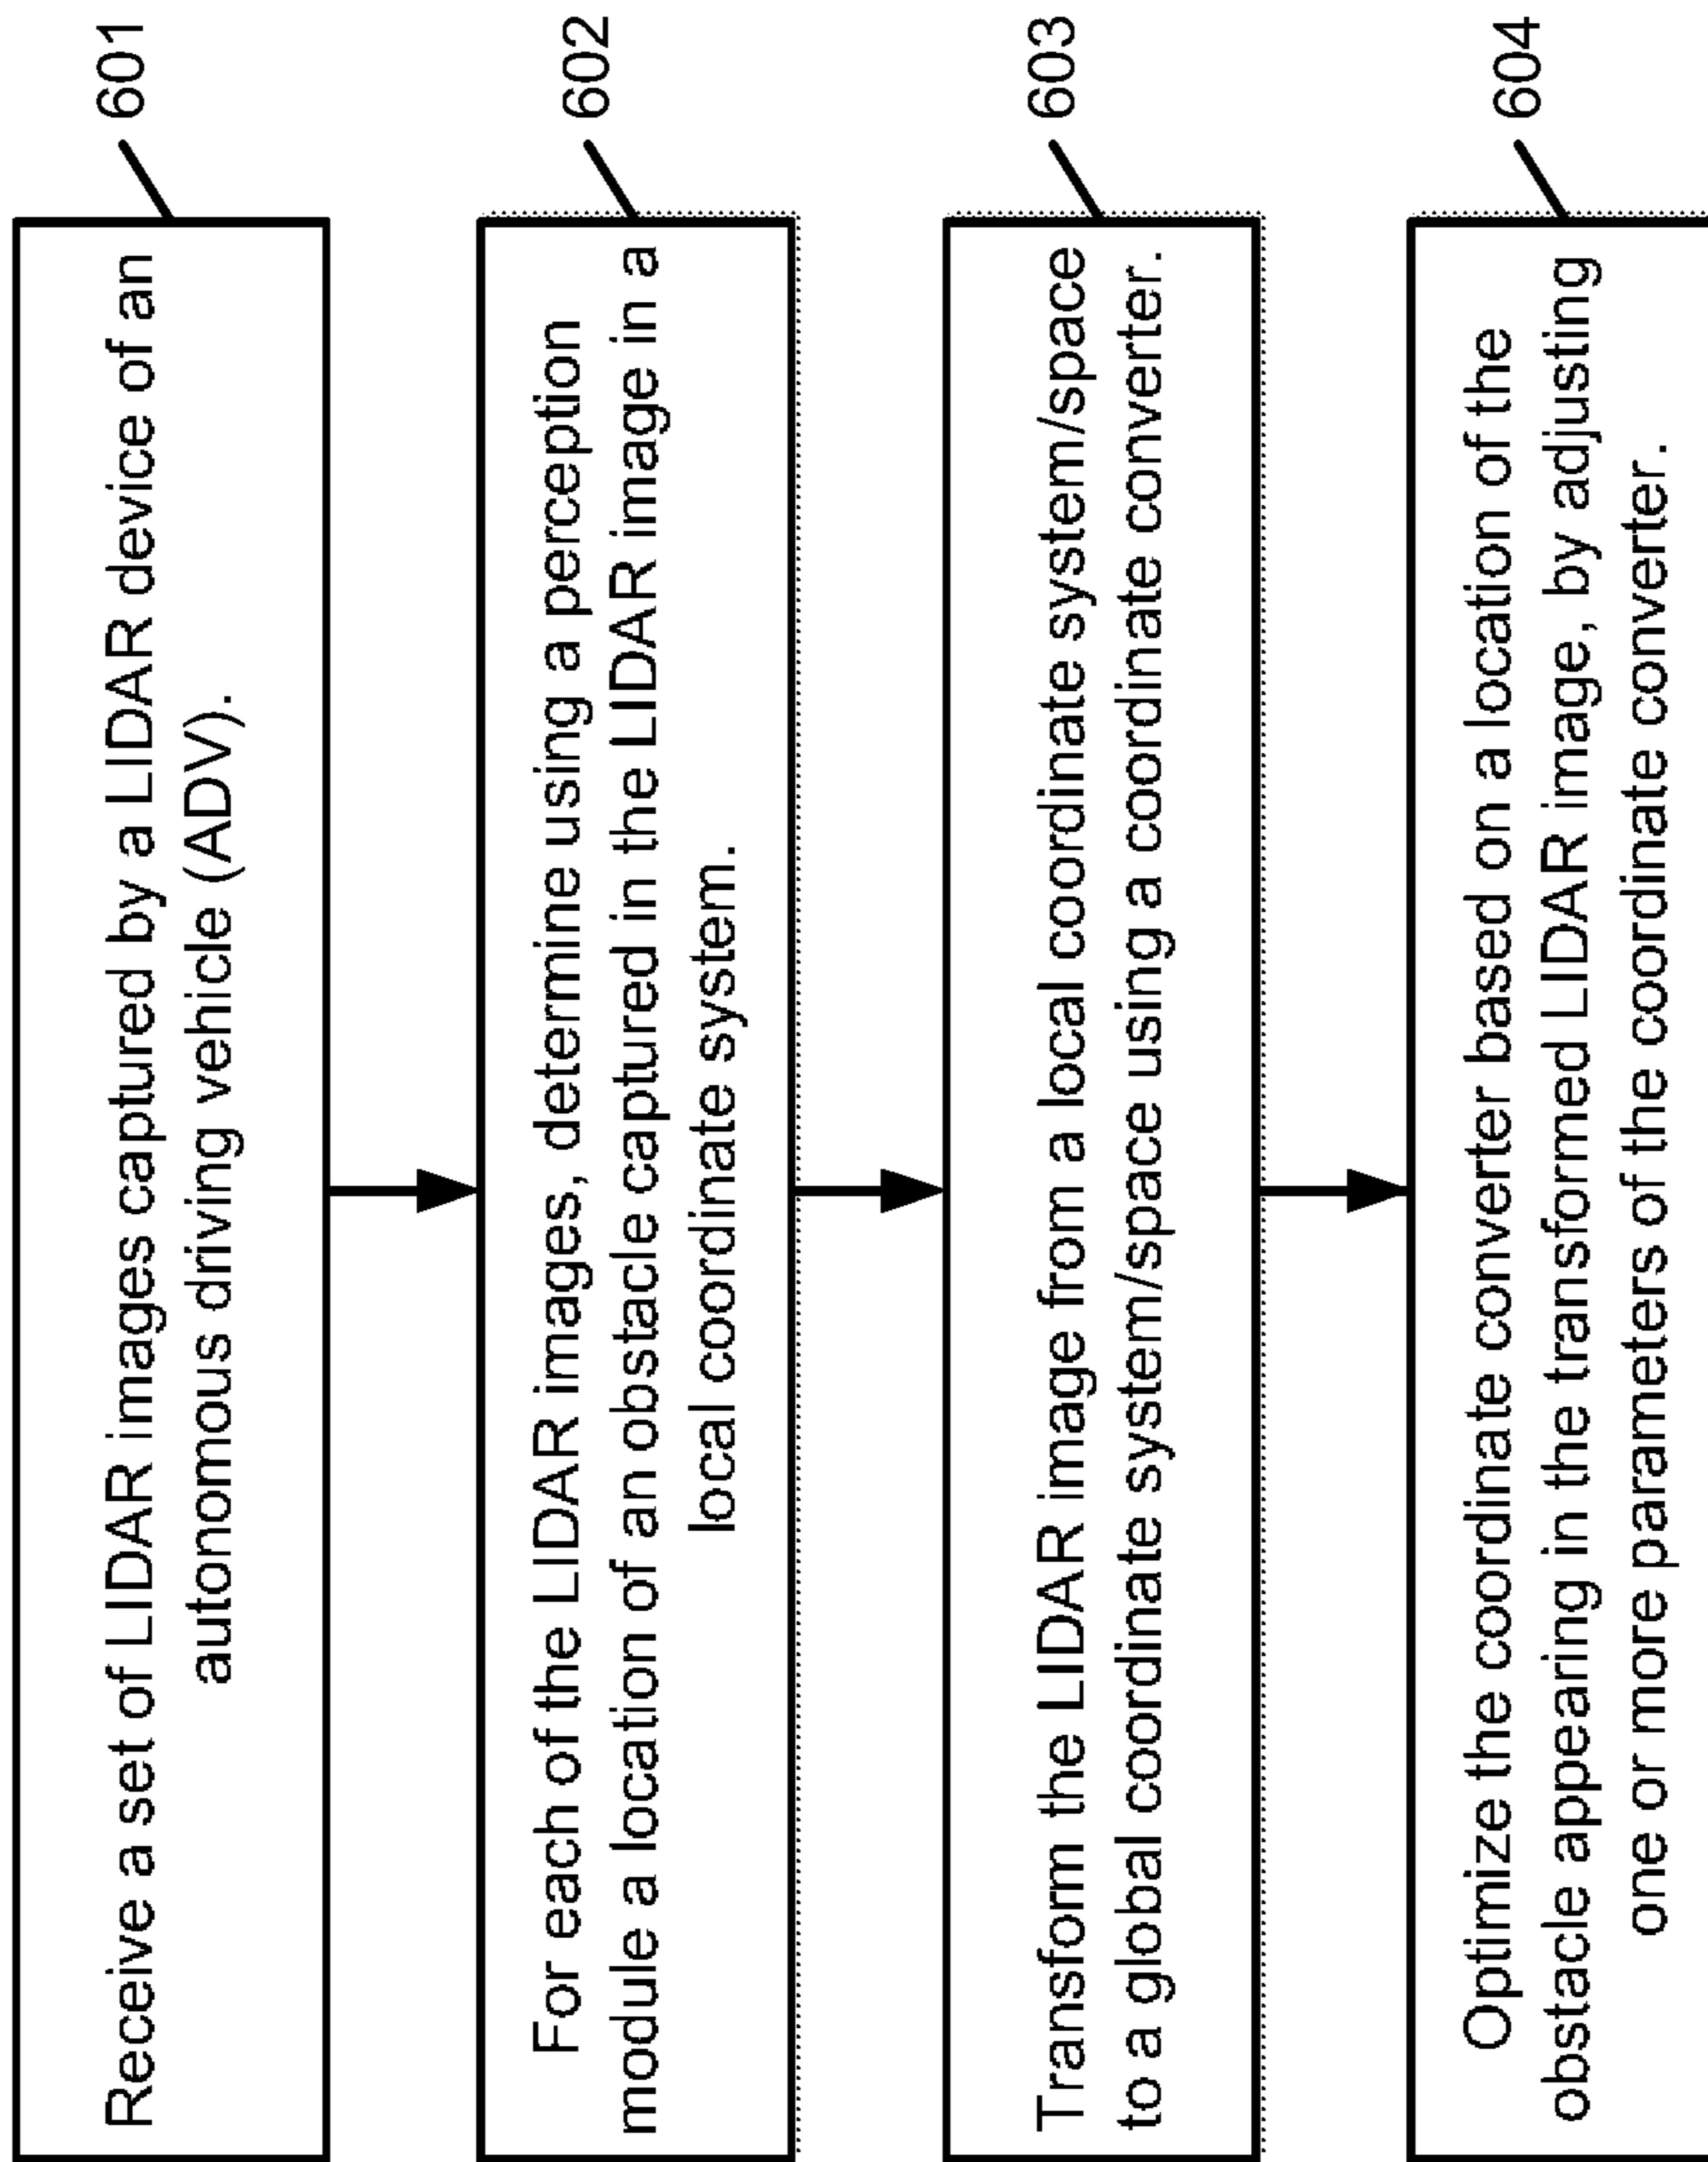 Receive a set of LIDAR images captured by a LIDAR device of an
autonomous driving vehicle (ADV).
601
For each of the LIDAR images, determine using a perception
module a location of an obstacle captured in the LIDAR image in a
local coordinate system.
602
Transform the LIDAR image from a local coordinate system/space
to a global coordinate system/space using a coordinate converter.
603
Optimize the coordinate converter based on a location of the
obstacle appearing in the transformed LIDAR image, by adjusting
one or more parameters of the coordinate converter.
604